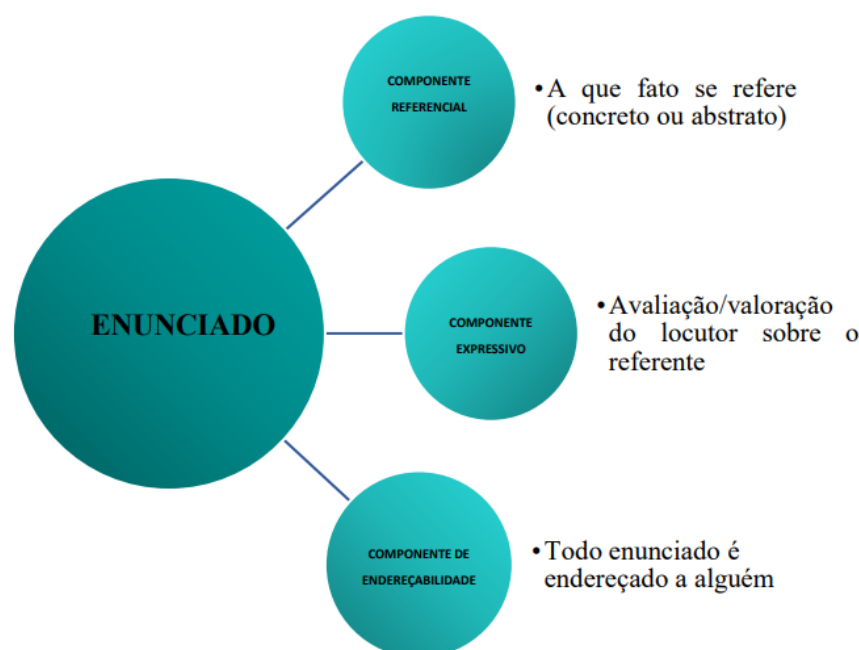 COMPONENTE
REFERENCIAL
•A que fato se refere
(concreto ou abstrato)
ENUNCIADO
COMPONENTE
EXPRESSIVO
•Avaliação/valoração
do locutor sobre o
referente
COMPONENTE DE
ENDEREÇABILIDADE
•Todo enunciado é
endereçado a alguém